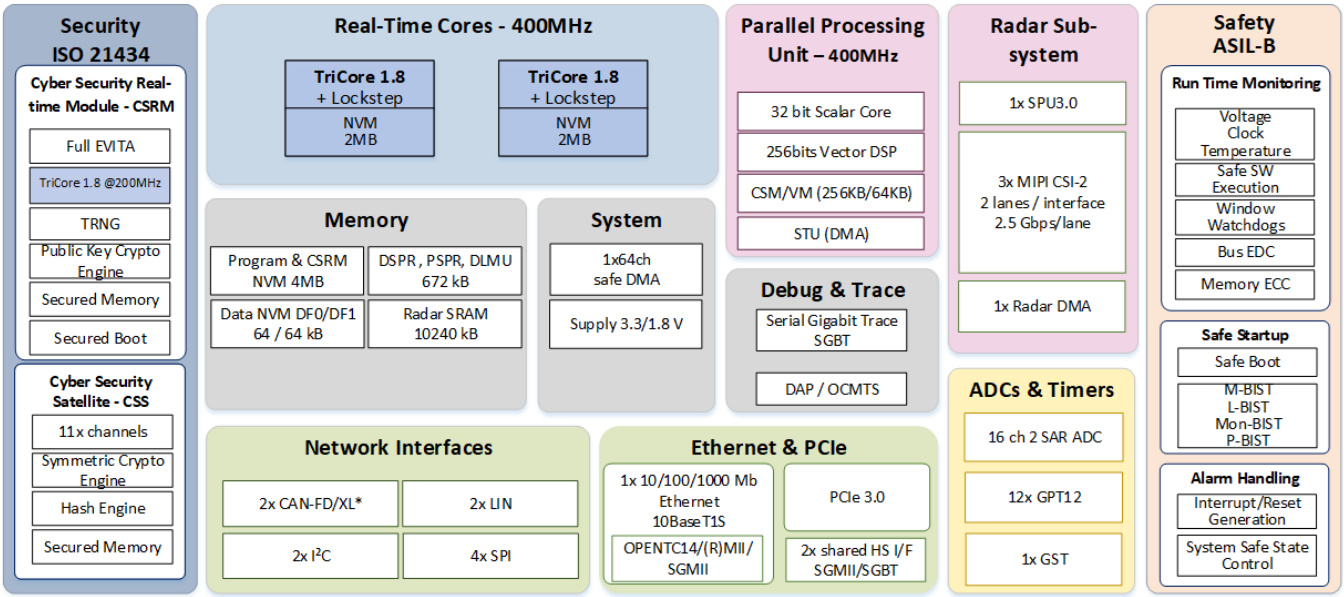 Security
ISO 21434
Cyber Security Real-
time Module - CSRM
Full EVITA
TriCore 1.8 @200MHz
TRNG
Public Key Crypto
Engine
Secured Memory
Secured Boot
Cyber Security
Satellite - CSS
11x channels
Symmetric Crypto
Engine
Hash Engine
Secured Memory
Real-Time Cores - 400MHz
TriCore 1.8
+ Lockstep
NVM
2MB
TriCore 1.8
+ Lockstep
NVM
2MB
Memory
Program & CSRM
NVM 4MB
DSPR , PSPR, DLMU
672 kB
Data NVM DF0/DF1
64 / 64 kB
Radar SRAM
10240 kB
System
1x64ch
safe DMA
Supply 3.3/1.8 V
Parallel Processing
Unit – 400MHz
32 bit Scalar Core
256bits Vector DSP
CSM/VM (256KB/64KB)
STU (DMA)
Debug & Trace
Serial Gigabit Trace
SGBT
DAP / OCMTS
Radar Sub-
system
1x SPU3.0
3x MIPI CSI-2
2 lanes / interface
2.5 Gbps/lane
1x Radar DMA
Network Interfaces
2x CAN-FD/XL*
2x LIN
2x I²C
4x SPI
Ethernet & PCIe
1x 10/100/1000 Mb
Ethernet
10BaseT1S
OPENTC14/(R)MII/
SGMII
PCIe 3.0
2x shared HS I/F
SGMII/SGBT
ADCs & Timers
16 ch 2 SAR ADC
12x GPT12
1x GST
Safety
ASIL-B
Run Time Monitoring
Voltage
Clock
Temperature
Safe SW
Execution
Window
Watchdogs
Bus EDC
Memory ECC
Safe Startup
Safe Boot
M-BIST
L-BIST
Mon-BIST
P-BIST
Alarm Handling
Interrupt/Reset
Generation
System Safe State
Control